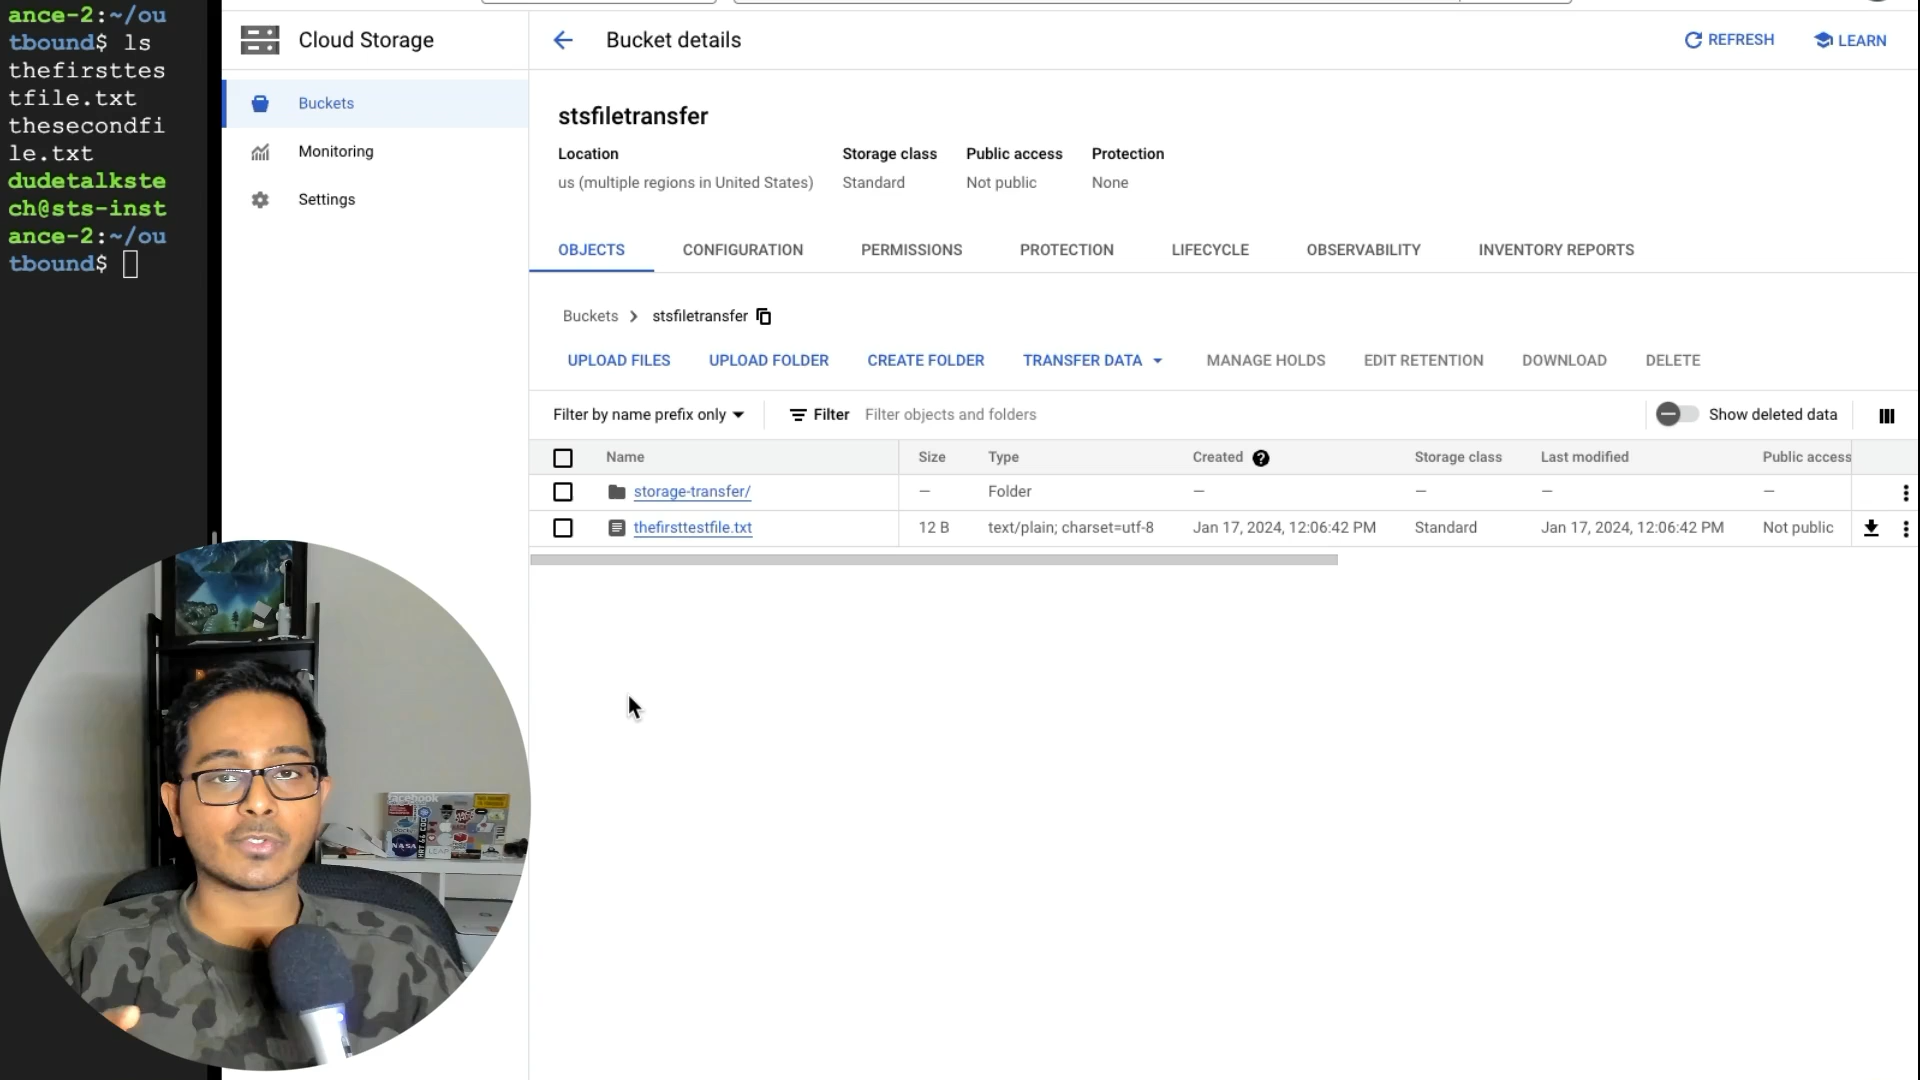 ance-2:~/ou
tbound$ ls
thefirsttes
tfile.txt
thesecondfi
le.txt
dudetalkste
ch@sts-inst
ance-2:~/ou
tbound$
Cloud Storage
Buckets
Monitoring
Settings
Bucket details
REFRESH
LEARN
stsfiletransfer
Location Storage class Public access Protection
us (multiple regions in United States) Standard Not public None
OBJECTS CONFIGURATION PERMISSIONS PROTECTION LIFECYCLE OBSERVABILITY INVENTORY REPORTS
Buckets > stsfiletransfer
UPLOAD FILES UPLOAD FOLDER CREATE FOLDER TRANSFER DATA MANAGE HOLDS EDIT RETENTION DOWNLOAD DELETE
Filter by name prefix only Filter Filter objects and folders Show deleted data
Name Size Type Created Storage class Last modified Public access
storage-transfer/ — Folder — — — —
thefirsttestfile.txt 12 B text/plain; charset=utf-8 Jan 17, 2024, 12:06:42 PM Standard Jan 17, 2024, 12:06:42 PM Not public
facebook
NASA